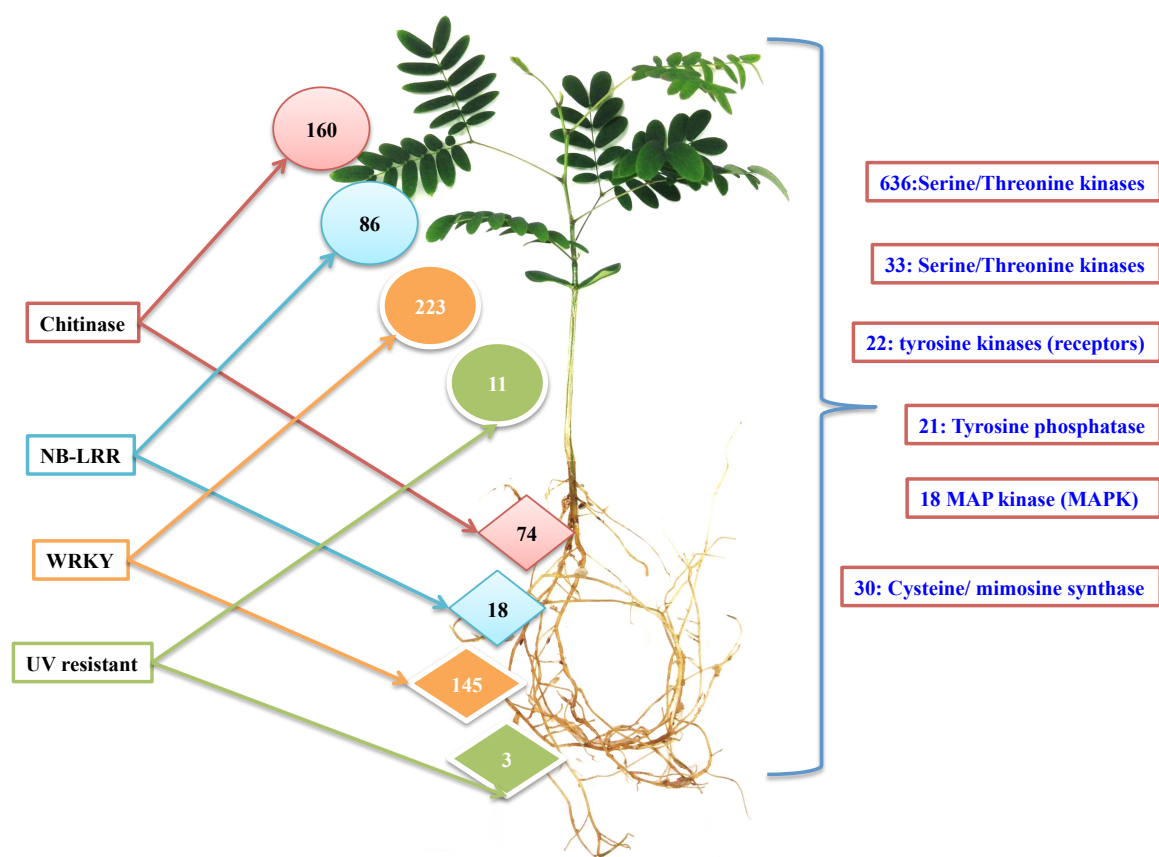 160
86
223
11
Chitinase
NB-LRR
WRKY
UV resistant
74
18
145
3
636:Serine/Threonine kinases
33: Serine/Threonine kinases
22: tyrosine kinases (receptors)
21: Tyrosine phosphatase
18 MAP kinase (MAPK)
30: Cysteine/ mimosine synthase